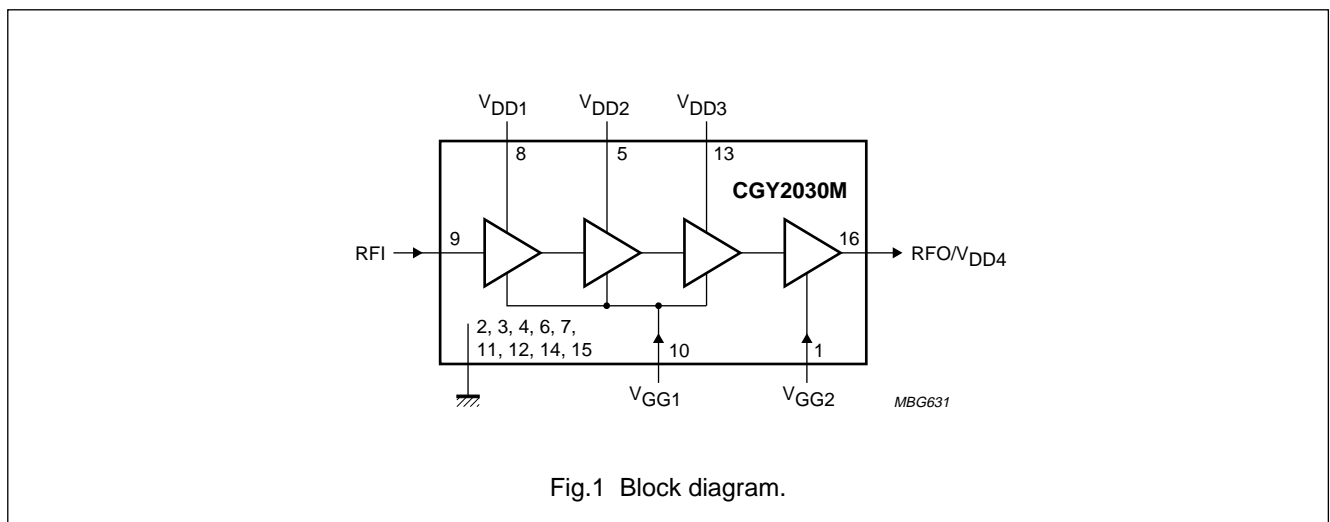 VDD1 VDD2 VDD3
8 5 13
CGY2030M
RFI 9 16 RFO/VDD4
2, 3, 4, 6, 7,
11, 12, 14, 15 10 1
VGG1 VGG2 MBG631
Fig.1 Block diagram.